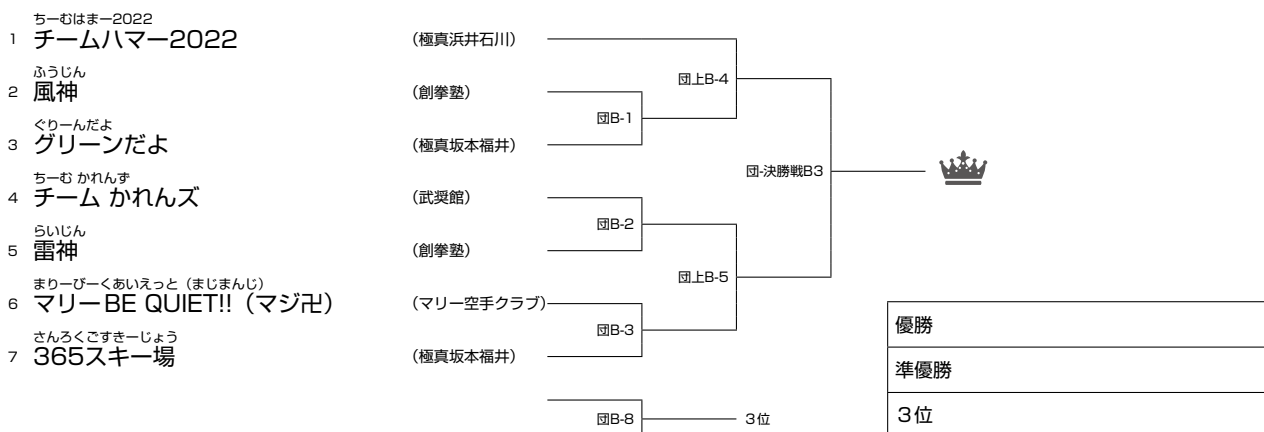 ちーむはまー2022
1 チームハマー2022 （極真浜井石川）
ふうじん
2 風神 （創拳塾）
ぐりーんだよ
3 グリーンだよ （極真坂本福井）
ちーむ かれんず
4 チーム かれんズ （武奨館）
らいじん
5 雷神 （創拳塾）
まりーびーくあいえっと（まじまんじ）
6 マリーBE QUIET!!（マジ卍） （マリー空手クラブ）
さんろくごすきーじょう
7 365スキー場 （極真坂本福井）
団上B-4
団B-1
団-決勝戦B3
団B-2
団上B-5
団B-3
団B-8 3位
優勝
準優勝
3位